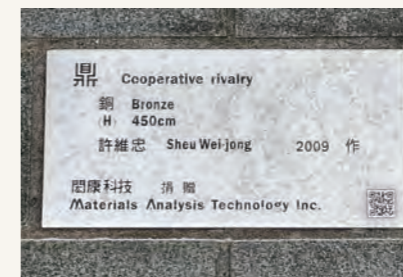 鼎 Cooperative rivalry
銅 Bronze
(H) 450cm
許維忠 Sheu Wei-jong 2009 作
閎康科技 捐贈
Materials Analysis Technology Inc.